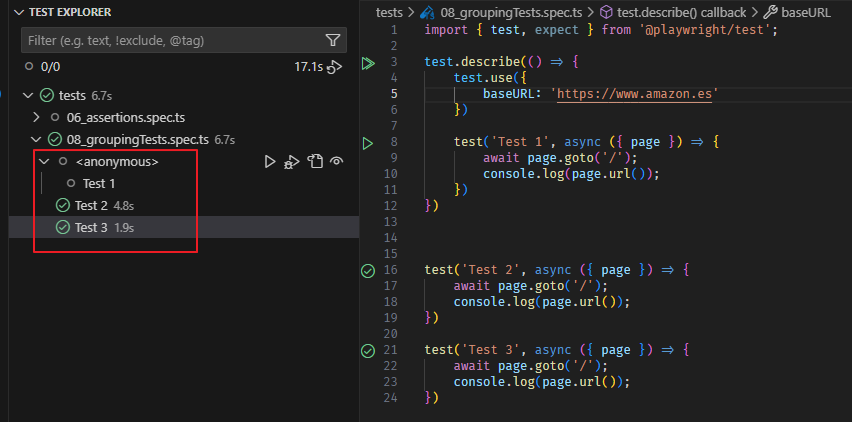 TEST EXPLORER
Filter (e.g. text, !exclude, @tag)
0/0 17.1s
tests 6.7s
06_assertions.spec.ts
08_groupingTests.spec.ts 6.7s
<anonymous>
Test 1
Test 2 4.8s
Test 3 1.9s
tests > 08_groupingTests.spec.ts > test.describe() callback > baseURL
1 import { test, expect } from '@playwright/test';
2
3 test.describe(() => {
4 test.use({
5 baseURL: 'https://www.amazon.es'
6 })
7
8 test('Test 1', async ({ page }) => {
9 await page.goto('/');
10 console.log(page.url());
11 })
12 })
13
14
15
16 test('Test 2', async ({ page }) => {
17 await page.goto('/');
18 console.log(page.url());
19 })
20
21 test('Test 3', async ({ page }) => {
22 await page.goto('/');
23 console.log(page.url());
24 })